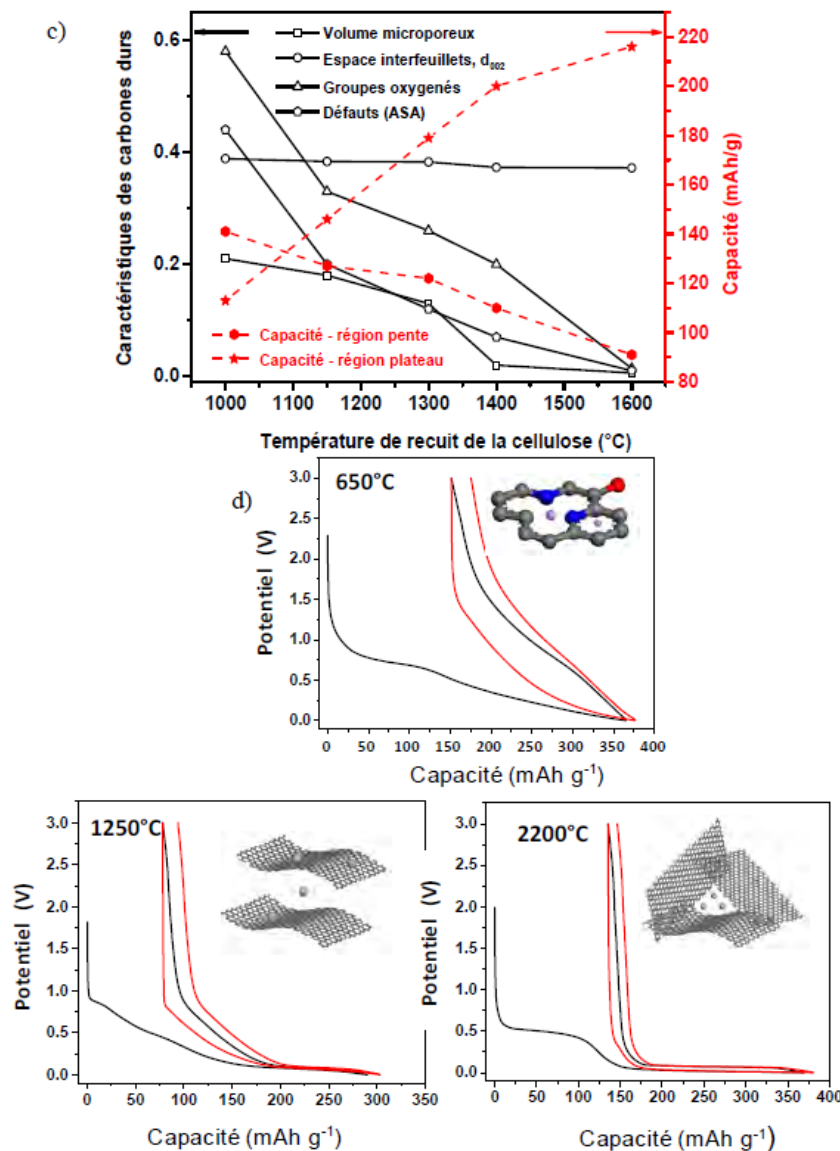 c)
0.6
0.4
0.2
0.0
Caractéristiques des carbones durs
Volume microporeux
Espace interfeuillets, d₀₀₂
Groupes oxygenés
Défauts (ASA)
Capacité - région pente
Capacité - région plateau
220
200
180
160
140
120
100
80
Capacité (mAh/g)
1000 1100 1200 1300 1400 1500 1600
Température de recuit de la cellulose (°C)
d)
650°C
3.0
2.5
2.0
1.5
1.0
0.5
0.0
Potentiel (V)
0 50 100 150 200 250 300 350 400
Capacité (mAh g⁻¹)
1250°C
3.0
2.5
2.0
1.5
1.0
0.5
0.0
Potentiel (V)
0 50 100 150 200 250 300 350
Capacité (mAh g⁻¹)
2200°C
3.0
2.5
2.0
1.5
1.0
0.5
0.0
Potentiel (V)
0 50 100 150 200 250 300 350 400
Capacité (mAh g⁻¹)